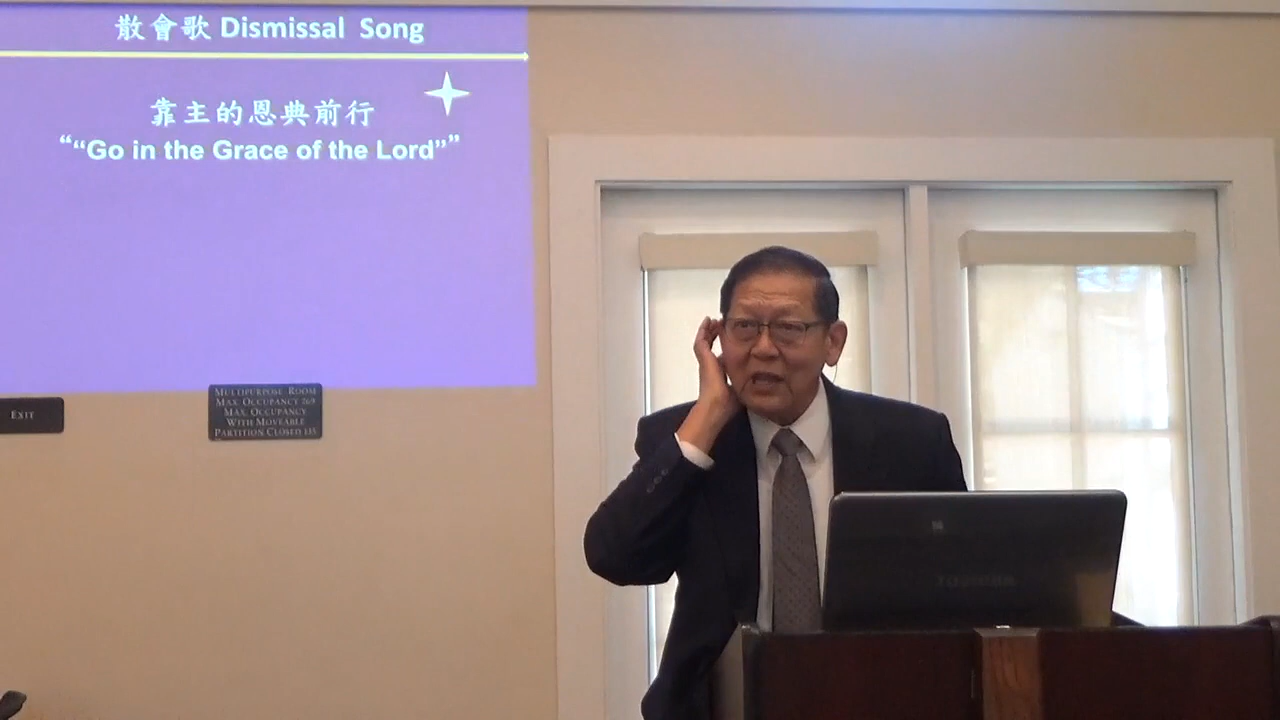 散會歌 Dismissal Song
靠主的恩典前行
““Go in the Grace of the Lord””
EXIT
MULTIPURPOSE ROOM
MAX. OCCUPANCY
MAX. OCCUPANCY
WITH MOVEABLE
PARTITION CLOSED
TOSHIBA